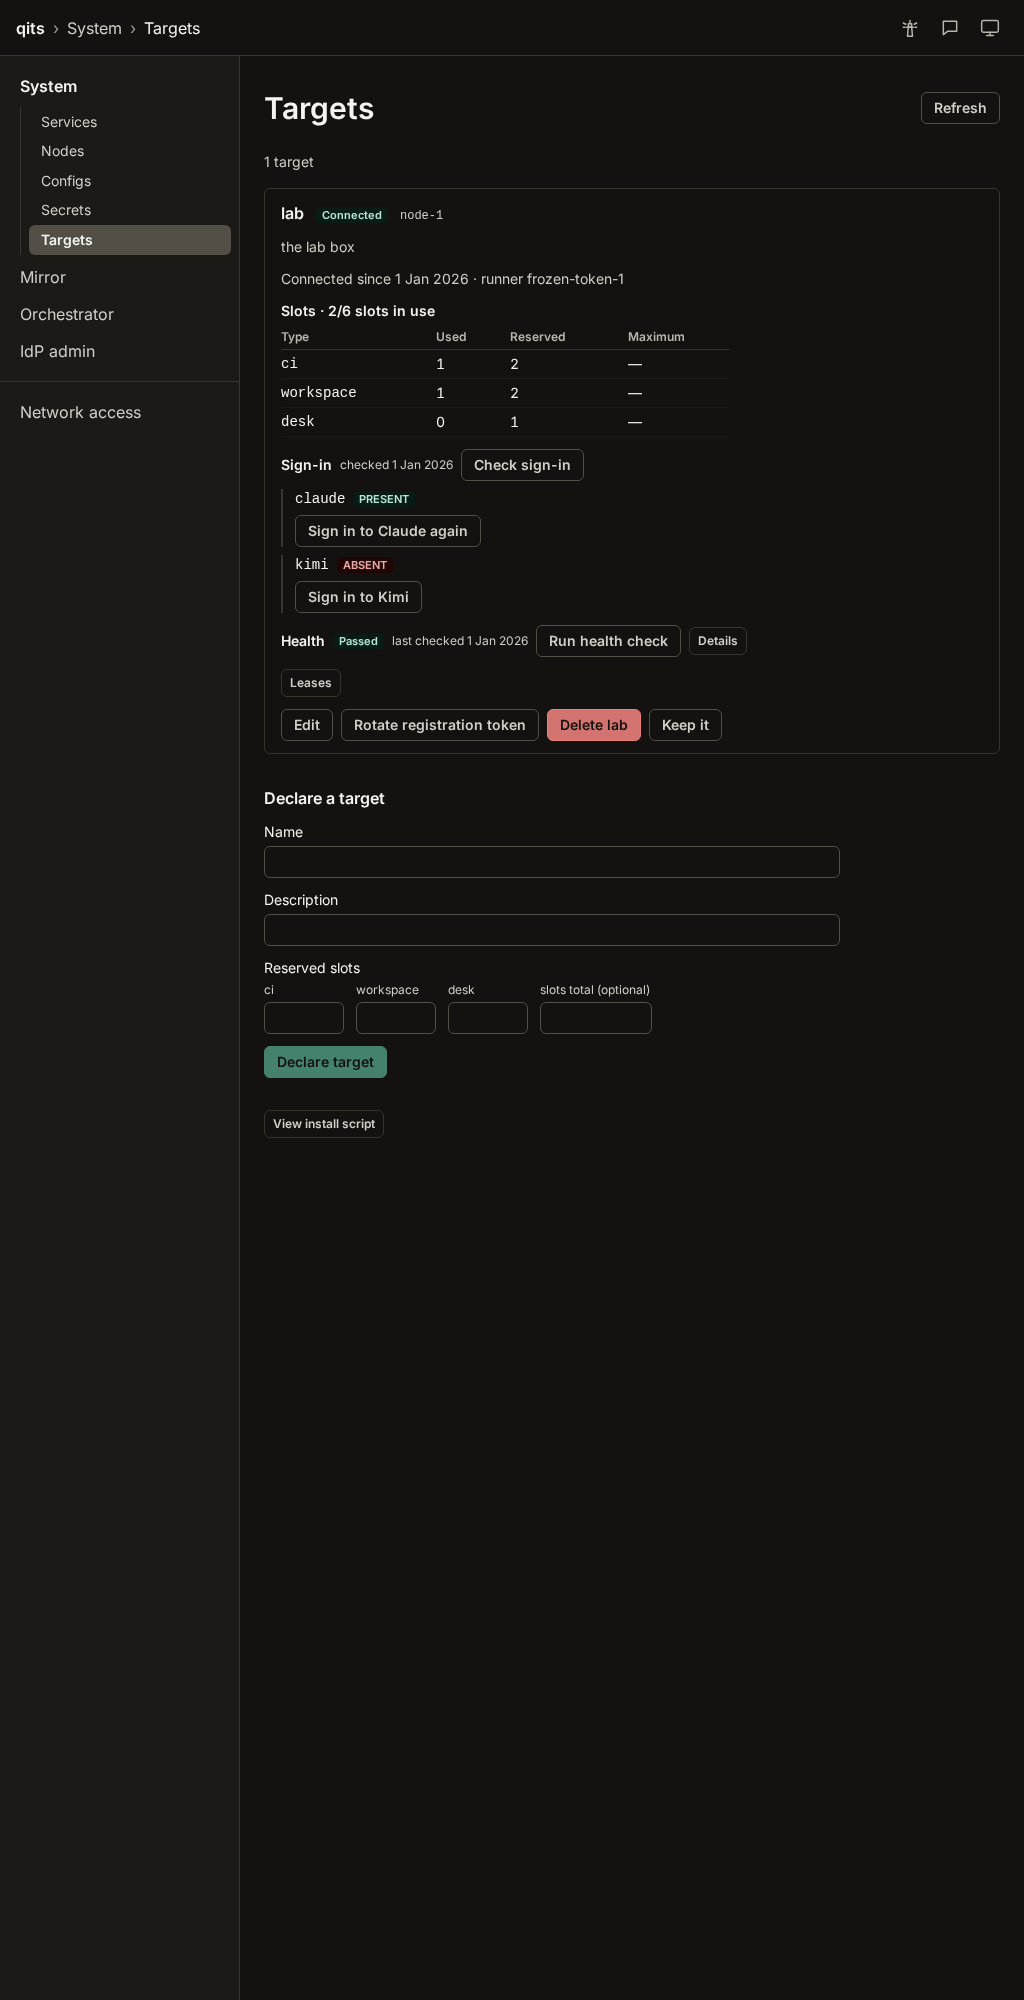 qits › System › Targets
System
Services
Nodes
Configs
Secrets
Targets
Mirror
Orchestrator
IdP admin
Network access
Targets
Refresh
1 target
lab Connected node-1
the lab box
Connected since 1 Jan 2026 · runner frozen-token-1
Slots · 2/6 slots in use
Type Used Reserved Maximum
ci 1 2 —
workspace 1 2 —
desk 0 1 —
Sign-in checked 1 Jan 2026 Check sign-in
claude PRESENT
Sign in to Claude again
kimi ABSENT
Sign in to Kimi
Health Passed last checked 1 Jan 2026 Run health check Details
Leases
Edit Rotate registration token Delete lab Keep it
Declare a target
Name
Description
Reserved slots
ci workspace desk slots total (optional)
Declare target
View install script